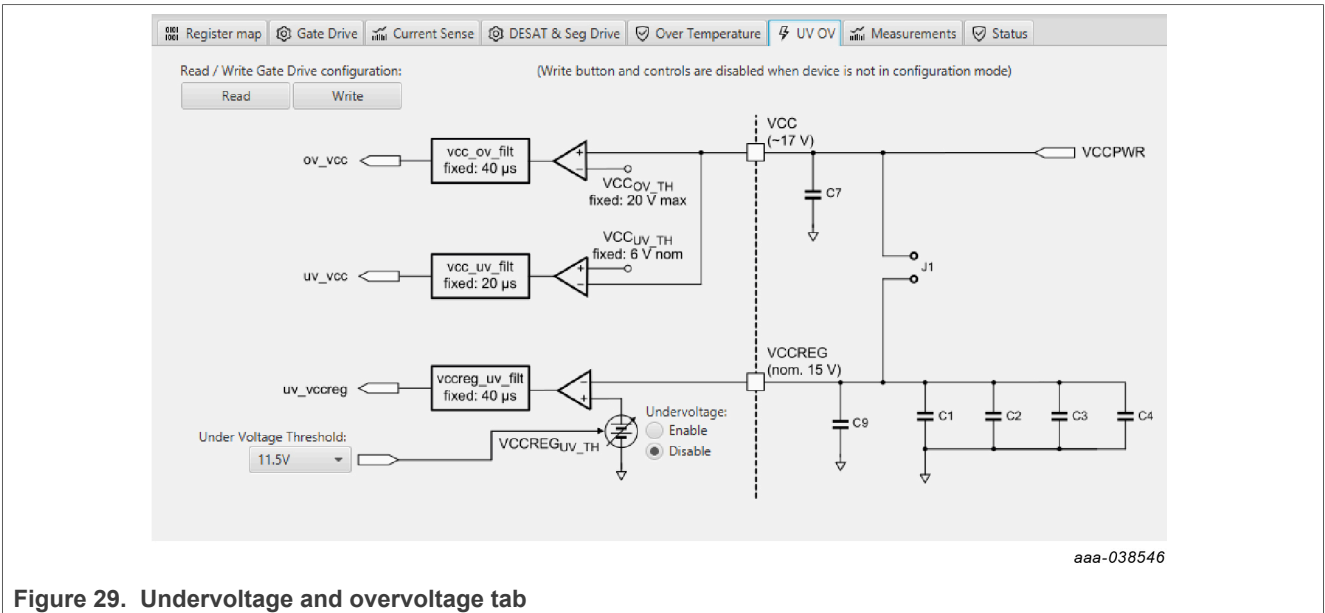 Register map
Gate Drive
Current Sense
DESAT & Seg Drive
Over Temperature
UV OV
Measurements
Status
Read / Write Gate Drive configuration:
(Write button and controls are disabled when device is not in configuration mode)
Read
Write
VCC
(~17 V)
ov_vcc
vcc_ov_filt
fixed: 40 µs
+
−
VCCOV_TH
fixed: 20 V max
VCCPWR
C7
VCCUV_TH
fixed: 6 V nom
uv_vcc
vcc_uv_filt
fixed: 20 µs
+
−
J1
VCCREG
(nom. 15 V)
uv_vccreg
vccreg_uv_filt
fixed: 40 µs
−
+
Undervoltage:
Enable
Disable
VCCREGUV_TH
Under Voltage Threshold:
11.5V
C9
C1
C2
C3
C4
aaa-038546
Figure 29. Undervoltage and overvoltage tab